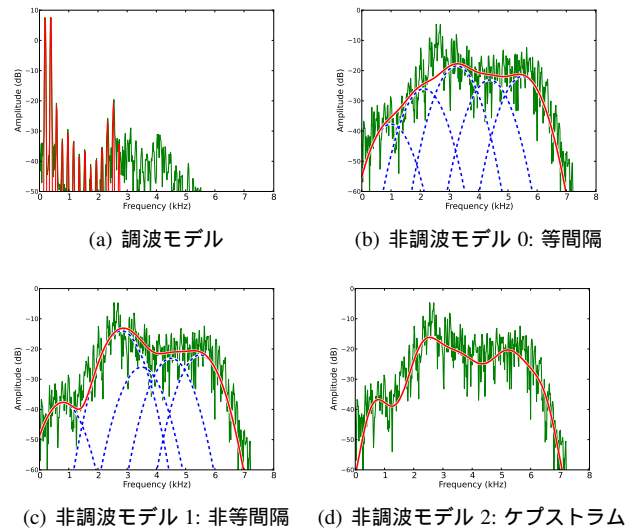 10
0
−10
−20
−30
−40
−50
Amplitude (dB)
0 1 2 3 4 5 6 7 8
Frequency (kHz)
(a) 調波モデル
0
−10
−20
−30
−40
−50
−60
Amplitude (dB)
0 1 2 3 4 5 6 7 8
Frequency (kHz)
(b) 非調波モデル 0: 等間隔
0
−10
−20
−30
−40
−50
−60
Amplitude (dB)
0 1 2 3 4 5 6 7 8
Frequency (kHz)
(c) 非調波モデル 1: 非等間隔
0
−10
−20
−30
−40
−50
−60
Amplitude (dB)
0 1 2 3 4 5 6 7 8
Frequency (kHz)
(d) 非調波モデル 2: ケプストラム